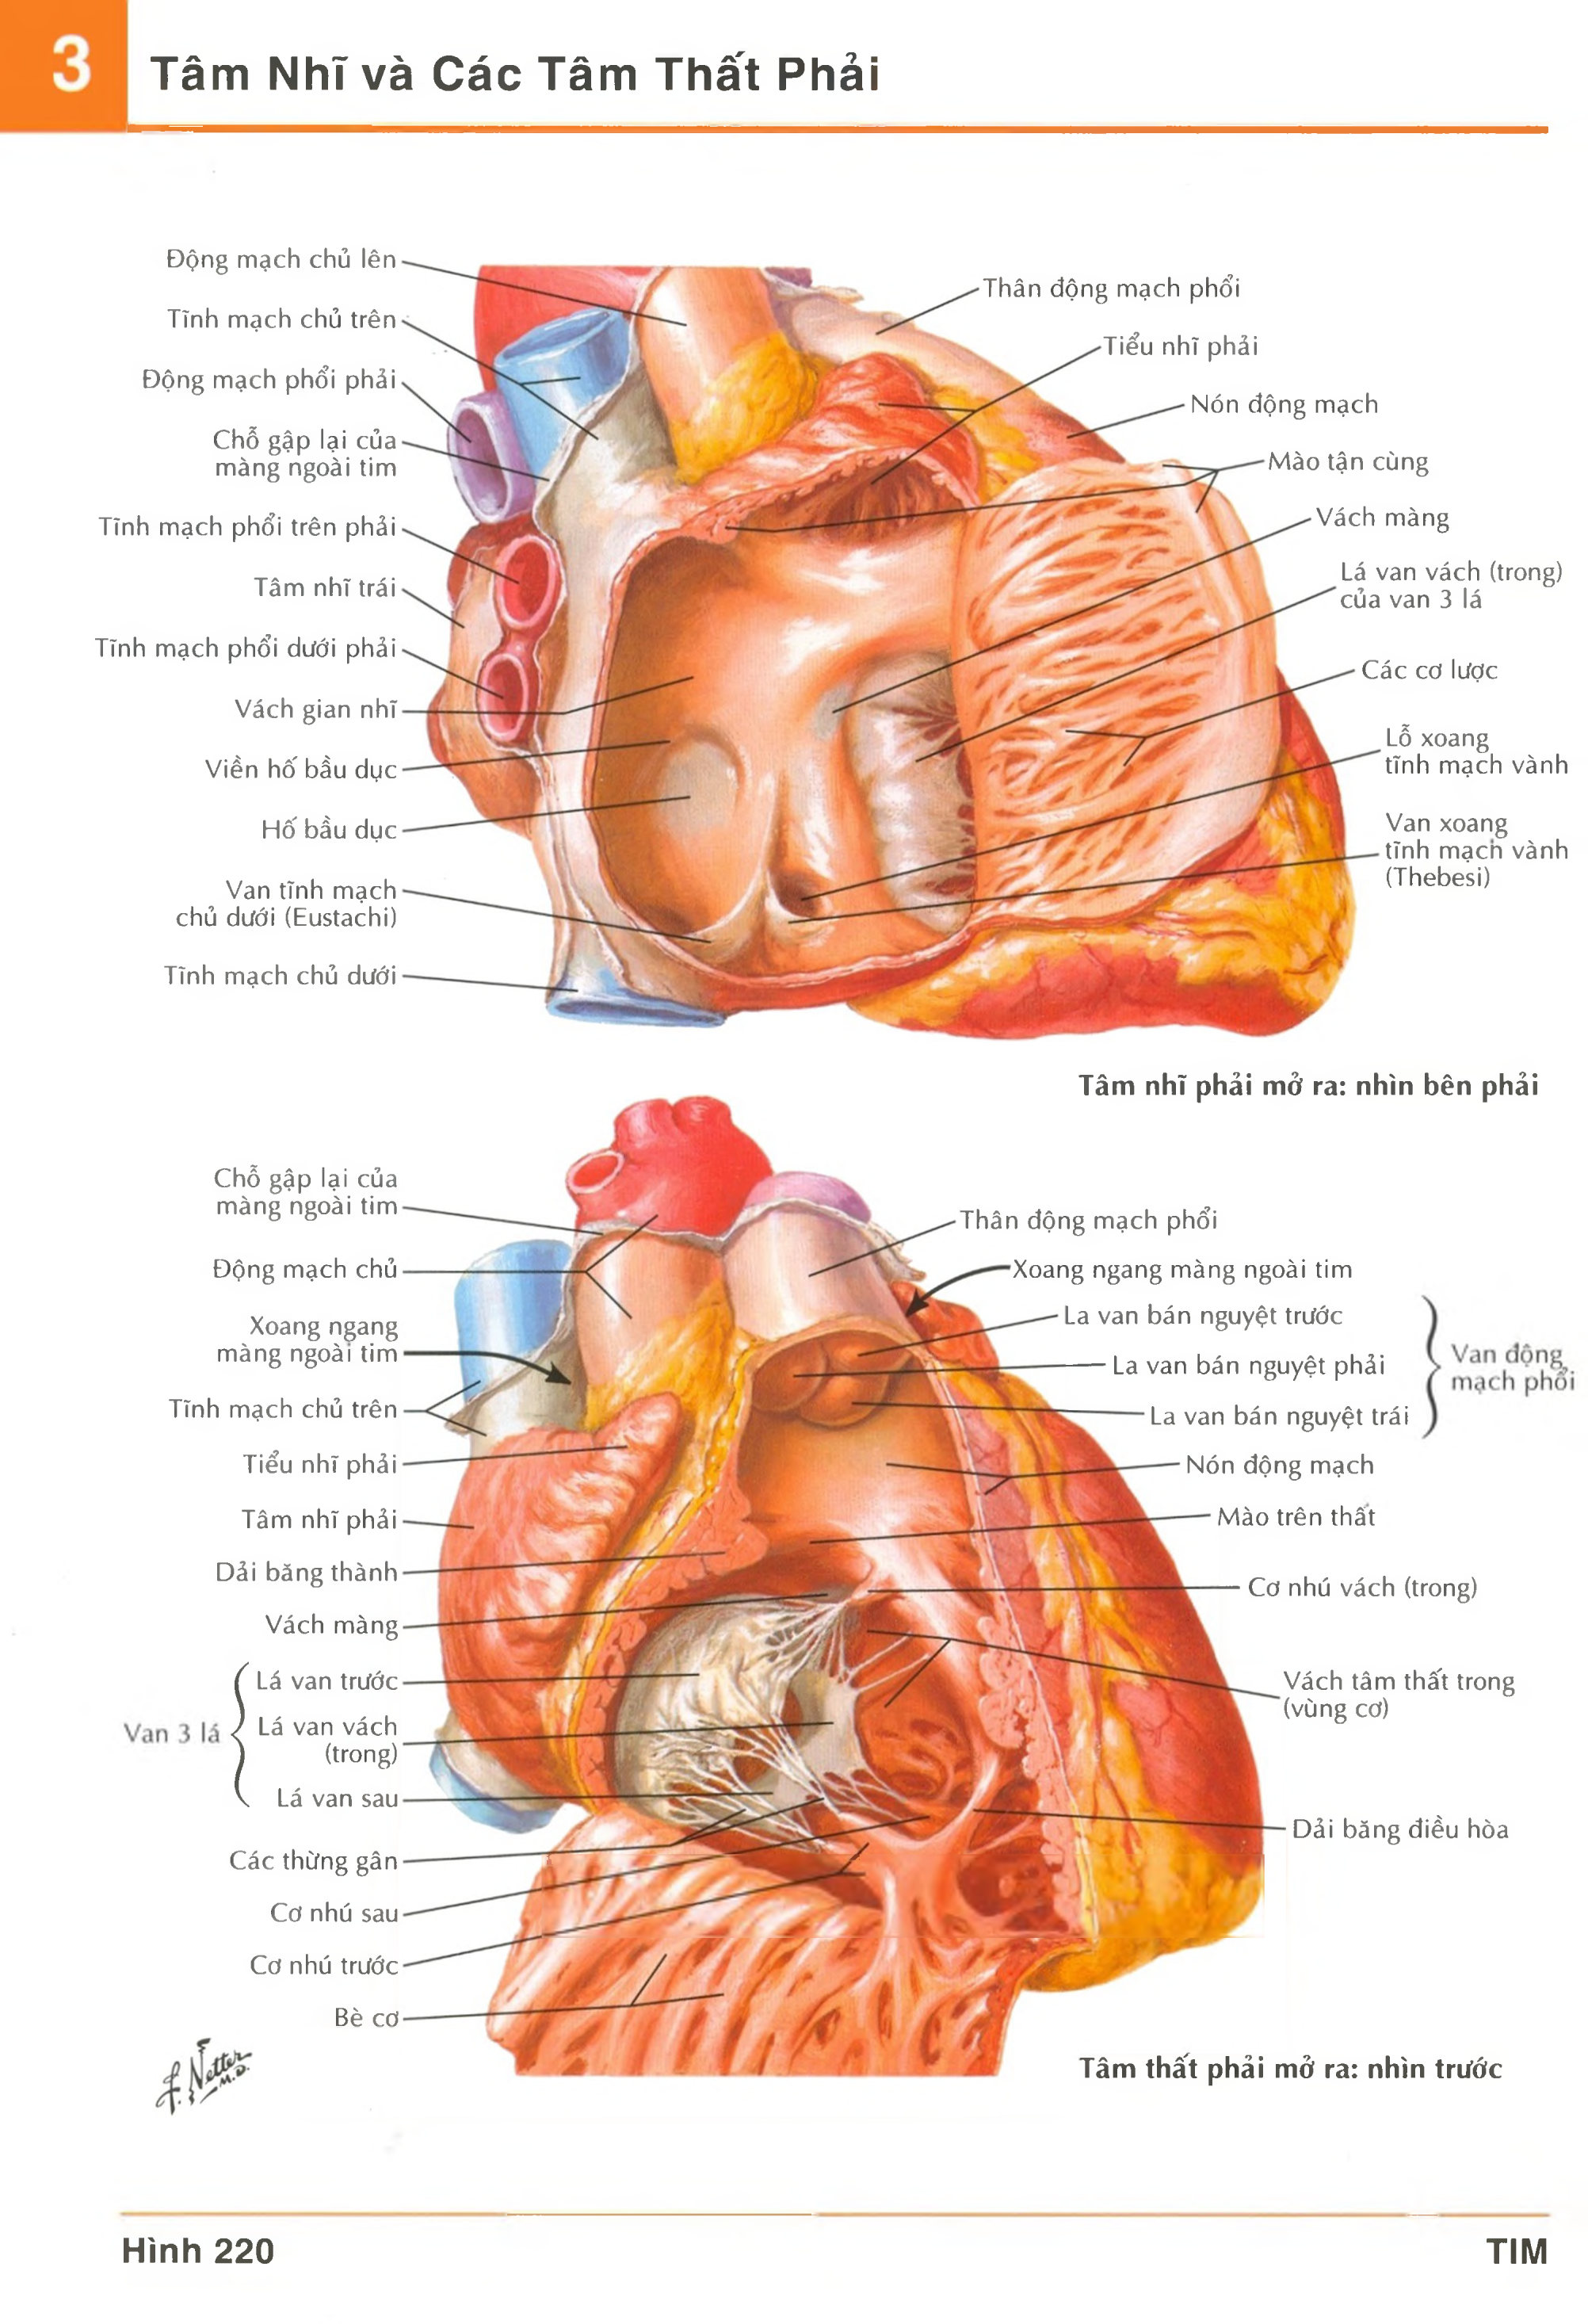 3
Tâm Nhĩ và Các Tâm Thất Phải
Động mạch chủ lên
Tĩnh mạch chủ trên
Động mạch phổi phải
Chỗ gập lại của
màng ngoài tim
Tĩnh mạch phổi trên phải
Tâm nhĩ trái
Tĩnh mạch phổi dưới phải
Vách gian nhĩ
Viền hố bầu dục
Hố bầu dục
Van tĩnh mạch
chủ dưới (Eustachi)
Tĩnh mạch chủ dưới
Thân động mạch phổi
Tiểu nhĩ phải
Nón động mạch
Mào tận cùng
Vách màng
Lá van vách (trong)
của van 3 lá
Các cơ lược
Lỗ xoang
tĩnh mạch vành
Van xoang
tĩnh mạch vành
(Thebesi)
Tâm nhĩ phải mở ra: nhìn bên phải
Chỗ gập lại của
màng ngoài tim
Động mạch chủ
Xoang ngang
màng ngoài tim
Tĩnh mạch chủ trên
Tiểu nhĩ phải
Tâm nhĩ phải
Dải băng thành
Vách màng
Van 3 lá
Lá van trước
Lá van vách
(trong)
Lá van sau
Các thừng gân
Cơ nhú sau
Cơ nhú trước
Bè cơ
Thân động mạch phổi
Xoang ngang màng ngoài tim
La van bán nguyệt trước
La van bán nguyệt phải
La van bán nguyệt trái
Van động
mạch phổi
Nón động mạch
Mào trên thất
Cơ nhú vách (trong)
Vách tâm thất trong
(vùng cơ)
Dải băng điều hòa
Tâm thất phải mở ra: nhìn trước
F. Netter
M.D.
Hình 220
TIM